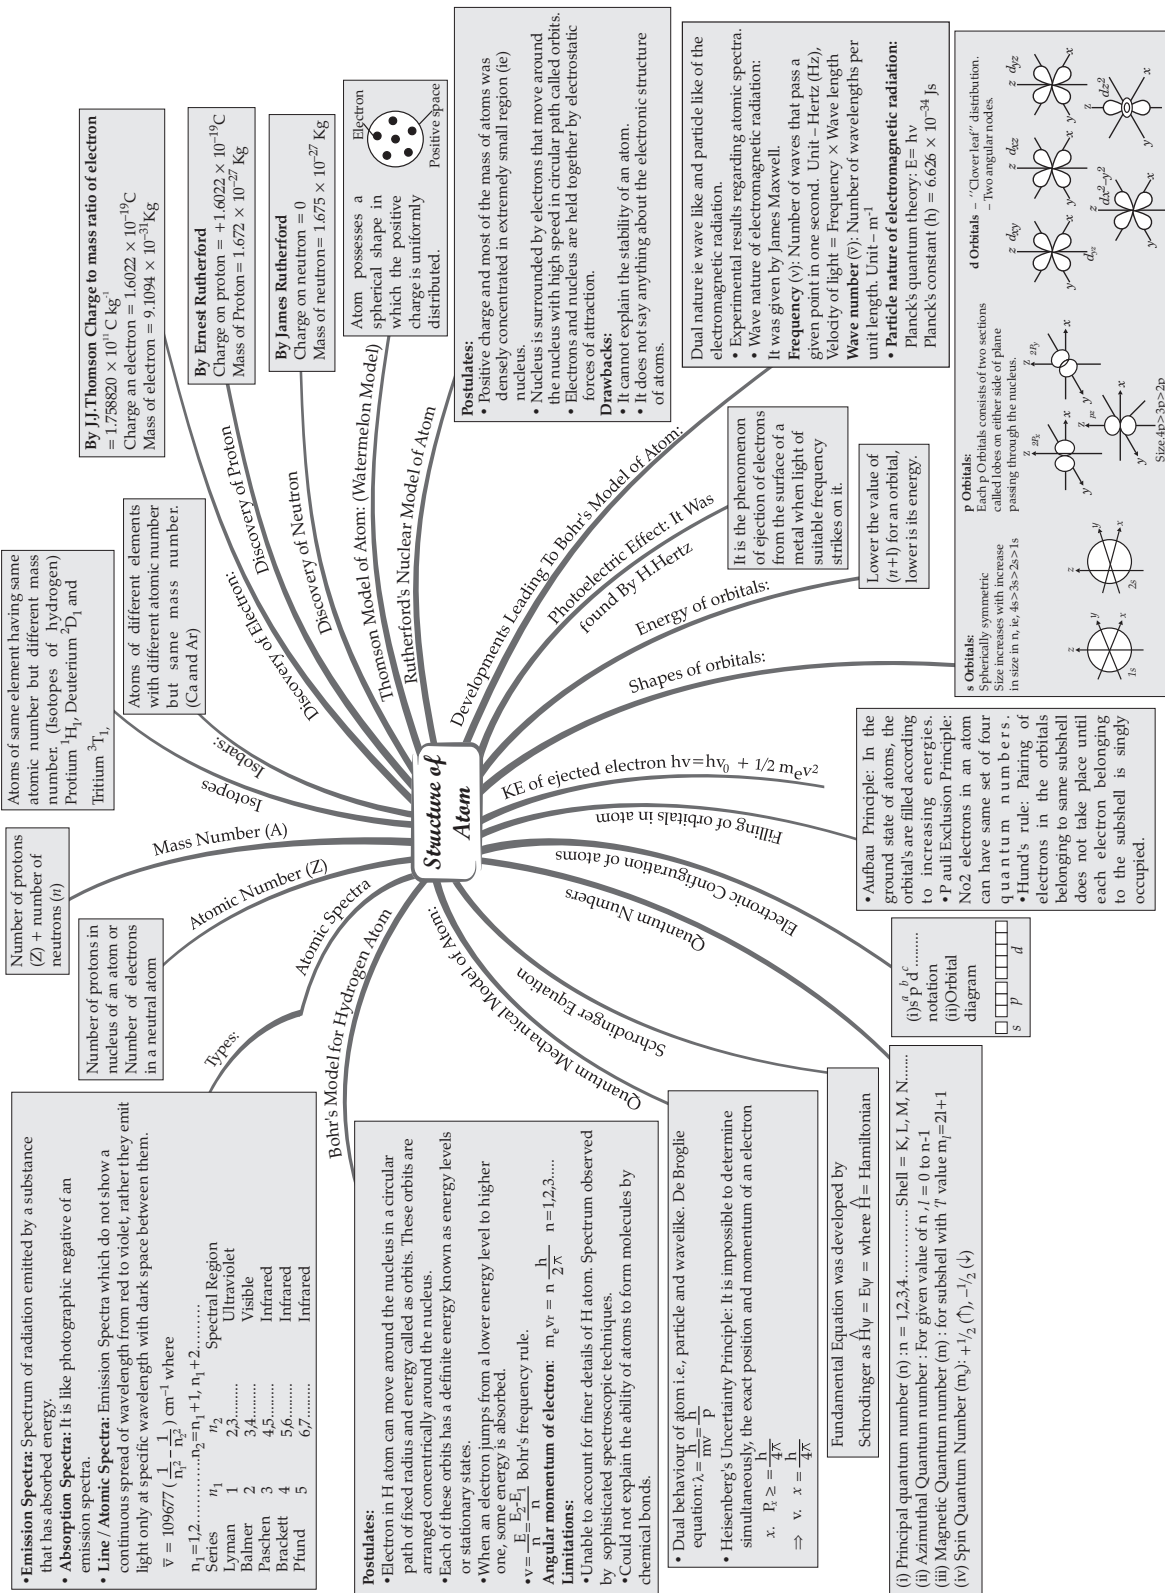 Structure of
Atom
Discovery of Electron:
By J.J.Thomson Charge to mass ratio of electron
= 1.758820 × 10¹¹C kg⁻¹
Charge an electron = 1.6022 × 10⁻¹⁹C
Mass of electron = 9.1094 × 10⁻³¹Kg
Discovery of Proton
By Ernest Rutherford
Charge on proton = +1.6022 × 10⁻¹⁹C
Mass of Proton = 1.672 × 10⁻²⁷ Kg
Discovery of Neutron
By James Rutherford
Charge on neutron = 0
Mass of neutron= 1.675 × 10⁻²⁷ Kg
Thomson Model of Atom: (Watermelon Model)
Atom possesses a
spherical shape in
which the positive
charge is uniformly
distributed.
Electron
Positive space
Rutherford's Nuclear Model of Atom
Postulates:
• Positive charge and most of the mass of atoms was
densely concentrated in extremely small region (ie)
nucleus.
• Nucleus is surrounded by electrons that move around
the nucleus with high speed in circular path called orbits.
• Electrons and nucleus are held together by electrostatic
forces of attraction.
Drawbacks:
• It cannot explain the stability of an atom.
• It does not say anything about the electronic structure
of atoms.
Developments Leading To Bohr's Model of Atom:
Dual nature ie wave like and particle like of the
electromagnetic radiation.
• Experimental results regarding atomic spectra.
• Wave nature of electromagnetic radiation:
It was given by James Maxwell.
Frequency (ν): Number of waves that pass a
given point in one second. Unit – Hertz (Hz),
Velocity of light = Frequency × Wave length
Wave number (ν̅): Number of wavelengths per
unit length. Unit – m⁻¹
• Particle nature of electromagnetic radiation:
Planck's quantum theory: E= hν
Planck's constant (h) = 6.626 × 10⁻³⁴ Js
Photoelectric Effect: It Was
found By H.Hertz
It is the phenomenon
of ejection of electrons
from the surface of a
metal when light of
suitable frequency
strikes on it.
Energy of orbitals:
Lower the value of
(n+l) for an orbital,
lower is its energy.
Shapes of orbitals:
s Orbitals:
Spherically symmetric
Size increases with increase
in size in n, ie, 4s>3s>2s>1s
z
y
x
1s
z
y
x
2s
p Orbitals:
Each p Orbitals consists of two sections
called lobes on either side of plane
passing through the nucleus.
z 2Px
x
y
z 2Py
x
y
z pz
x
y
Size.4p>3p>2p
d Orbitals – "Clover leaf" distribution.
– Two angular nodes.
z dxy
x
y
z dxz
x
y
z dyz
x
y
dyz
z
dx²–y²
x
y
z
dz²
x
y
KE of ejected electron hν=hν₀ + 1/2 mₑv²
Filling of orbitals in atom
• Aufbau Principle: In the
ground state of atoms, the
orbitals are filled according
to increasing energies.
• P auli Exclusion Principle:
No2 electrons in an atom
can have same set of four
quantum numbers.
• Hund's rule: Pairing of
electrons in the orbitals
belonging to same subshell
does not take place until
each electron belonging
to the subshell is singly
occupied.
Electronic Configuration of atoms
(i)sᵃ pᵇ dᶜ.........
notation
(ii)Orbital
diagram
s p d
Quantum Numbers
(i) Principal quantum number (n) :n = 1,2,3,4............... Shell = K, L, M, N......
(ii) Azimuthal Quantum number : For given value of n , l = 0 to n-1
(iii) Magnetic Quantum number (m) : for subshell with 'l' value mₗ=2l+1
(iv) Spin Quantum Number (mₛ): +1/2 (↑), –1/2 (↓)
Schrodinger Equation
Fundamental Equation was developed by
Schrodinger as Ĥψ = Eψ = where Ĥ= Hamiltonian
Quantum Mechanical Model of Atom:
• Dual behaviour of atom i.e., particle and wavelike. De Broglie
equation: λ = h/mv = h/p
• Heisenberg's Uncertainty Principle: It is impossible to determine
simultaneously, the exact position and momentum of an electron
x. Pₓ ≥ = h/4π
⇒ v. x = h/4π
Bohr's Model for Hydrogen Atom
Postulates:
• Electron in H atom can move around the nucleus in a circular
path of fixed radius and energy called as orbits. These orbits are
arranged concentrically around the nucleus.
• Each of these orbits has a definite energy known as energy levels
or stationary states.
• When an electron jumps from a lower energy level to higher
one, some energy is absorbed.
• v = E/n = E₂-E₁/n Bohr's frequency rule.
Angular momentum of electron: mₑvr = n h/2π n=1,2,3.....
Limitations:
• Unable to account for finer details of H atom. Spectrum observed
by sophisticated spectroscopic techniques.
• Could not explain the ability of atoms to form molecules by
chemical bonds.
Atomic Spectra
Types:
• Emission Spectra: Spectrum of radiation emitted by a substance
that has absorbed energy.
• Absorption Spectra: It is like photographic negative of an
emission spectra.
• Line / Atomic Spectra: Emission Spectra which do not show a
continuous spread of wavelength from red to violet, rather they emit
light only at specific wavelength with dark space between them.
ν̅ = 109677 ( 1/n₁² – 1/n₂² ) cm⁻¹ where
n₁=1,2..............n₂=n₁+1, n₁+2..........
Series n₁ n₂ Spectral Region
Lyman 1 2,3......... Ultraviolet
Balmer 2 3,4......... Visible
Paschen 3 4,5......... Infrared
Brackett 4 5,6......... Infrared
Pfund 5 6,7......... Infrared
Atomic Number (Z)
Number of protons in
nucleus of an atom or
Number of electrons
in a neutral atom
Mass Number (A)
Number of protons
(Z) + number of
neutrons (n)
Isotopes
Atoms of same element having same
atomic number but different mass
number. (Isotopes of hydrogen)
Protium ¹H₁, Deuterium ²D₁ and
Tritium ³T₁,
Isobars:
Atoms of different elements
with different atomic number
but same mass number.
(Ca and Ar)